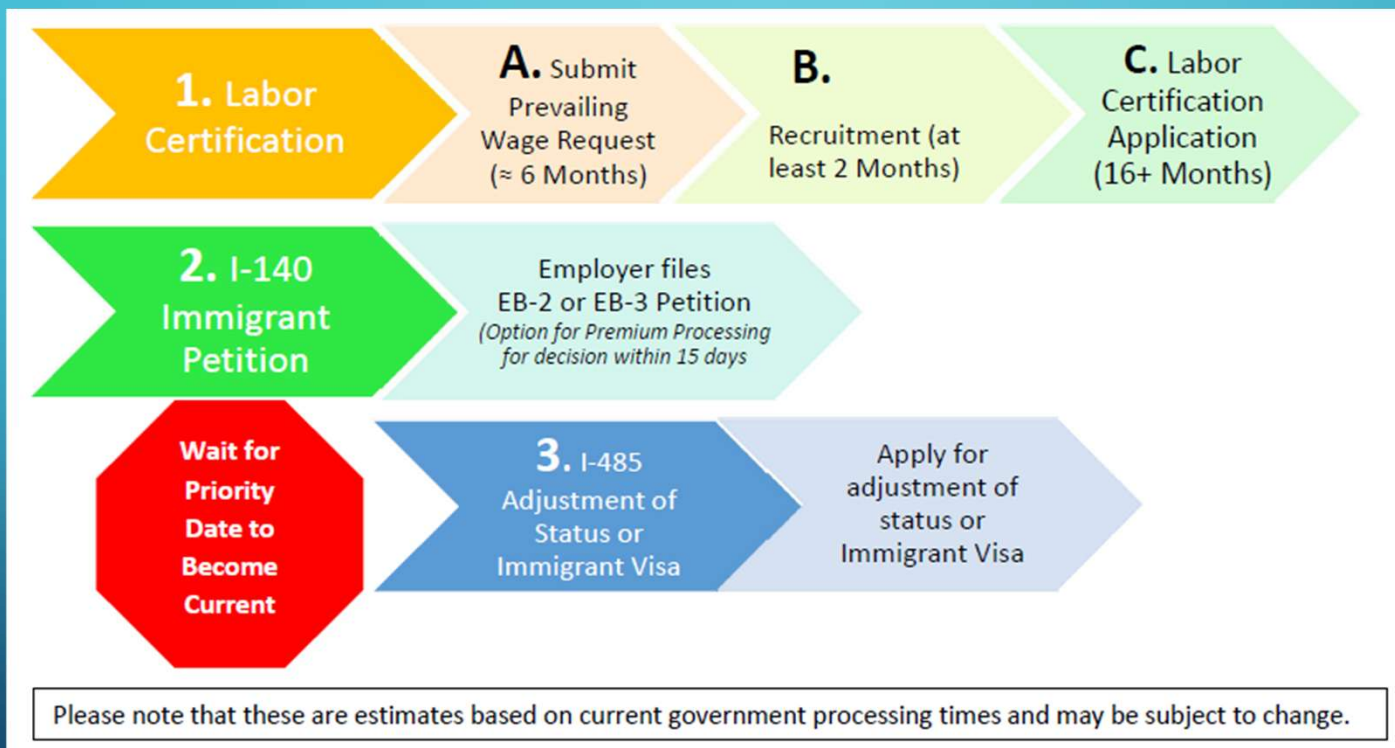 1. Labor
Certification
A. Submit
Prevailing
Wage Request
(≈ 6 Months)
B.
Recruitment (at
least 2 Months)
C. Labor
Certification
Application
(16+ Months)
2. I-140
Immigrant
Petition
Employer files
EB-2 or EB-3 Petition
(Option for Premium Processing
for decision within 15 days
Wait for
Priority
Date to
Become
Current
3. I-485
Adjustment of
Status or
Immigrant Visa
Apply for
adjustment of
status or
Immigrant Visa
Please note that these are estimates based on current government processing times and may be subject to change.